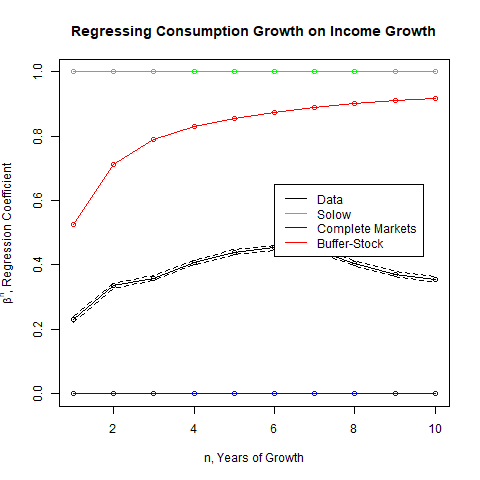 Regressing Consumption Growth on Income Growth
1.0
0.8
0.6
0.4
0.2
0.0
βⁿ, Regression Coefficient
Data
Solow
Complete Markets
Buffer-Stock
2
4
6
8
10
n, Years of Growth